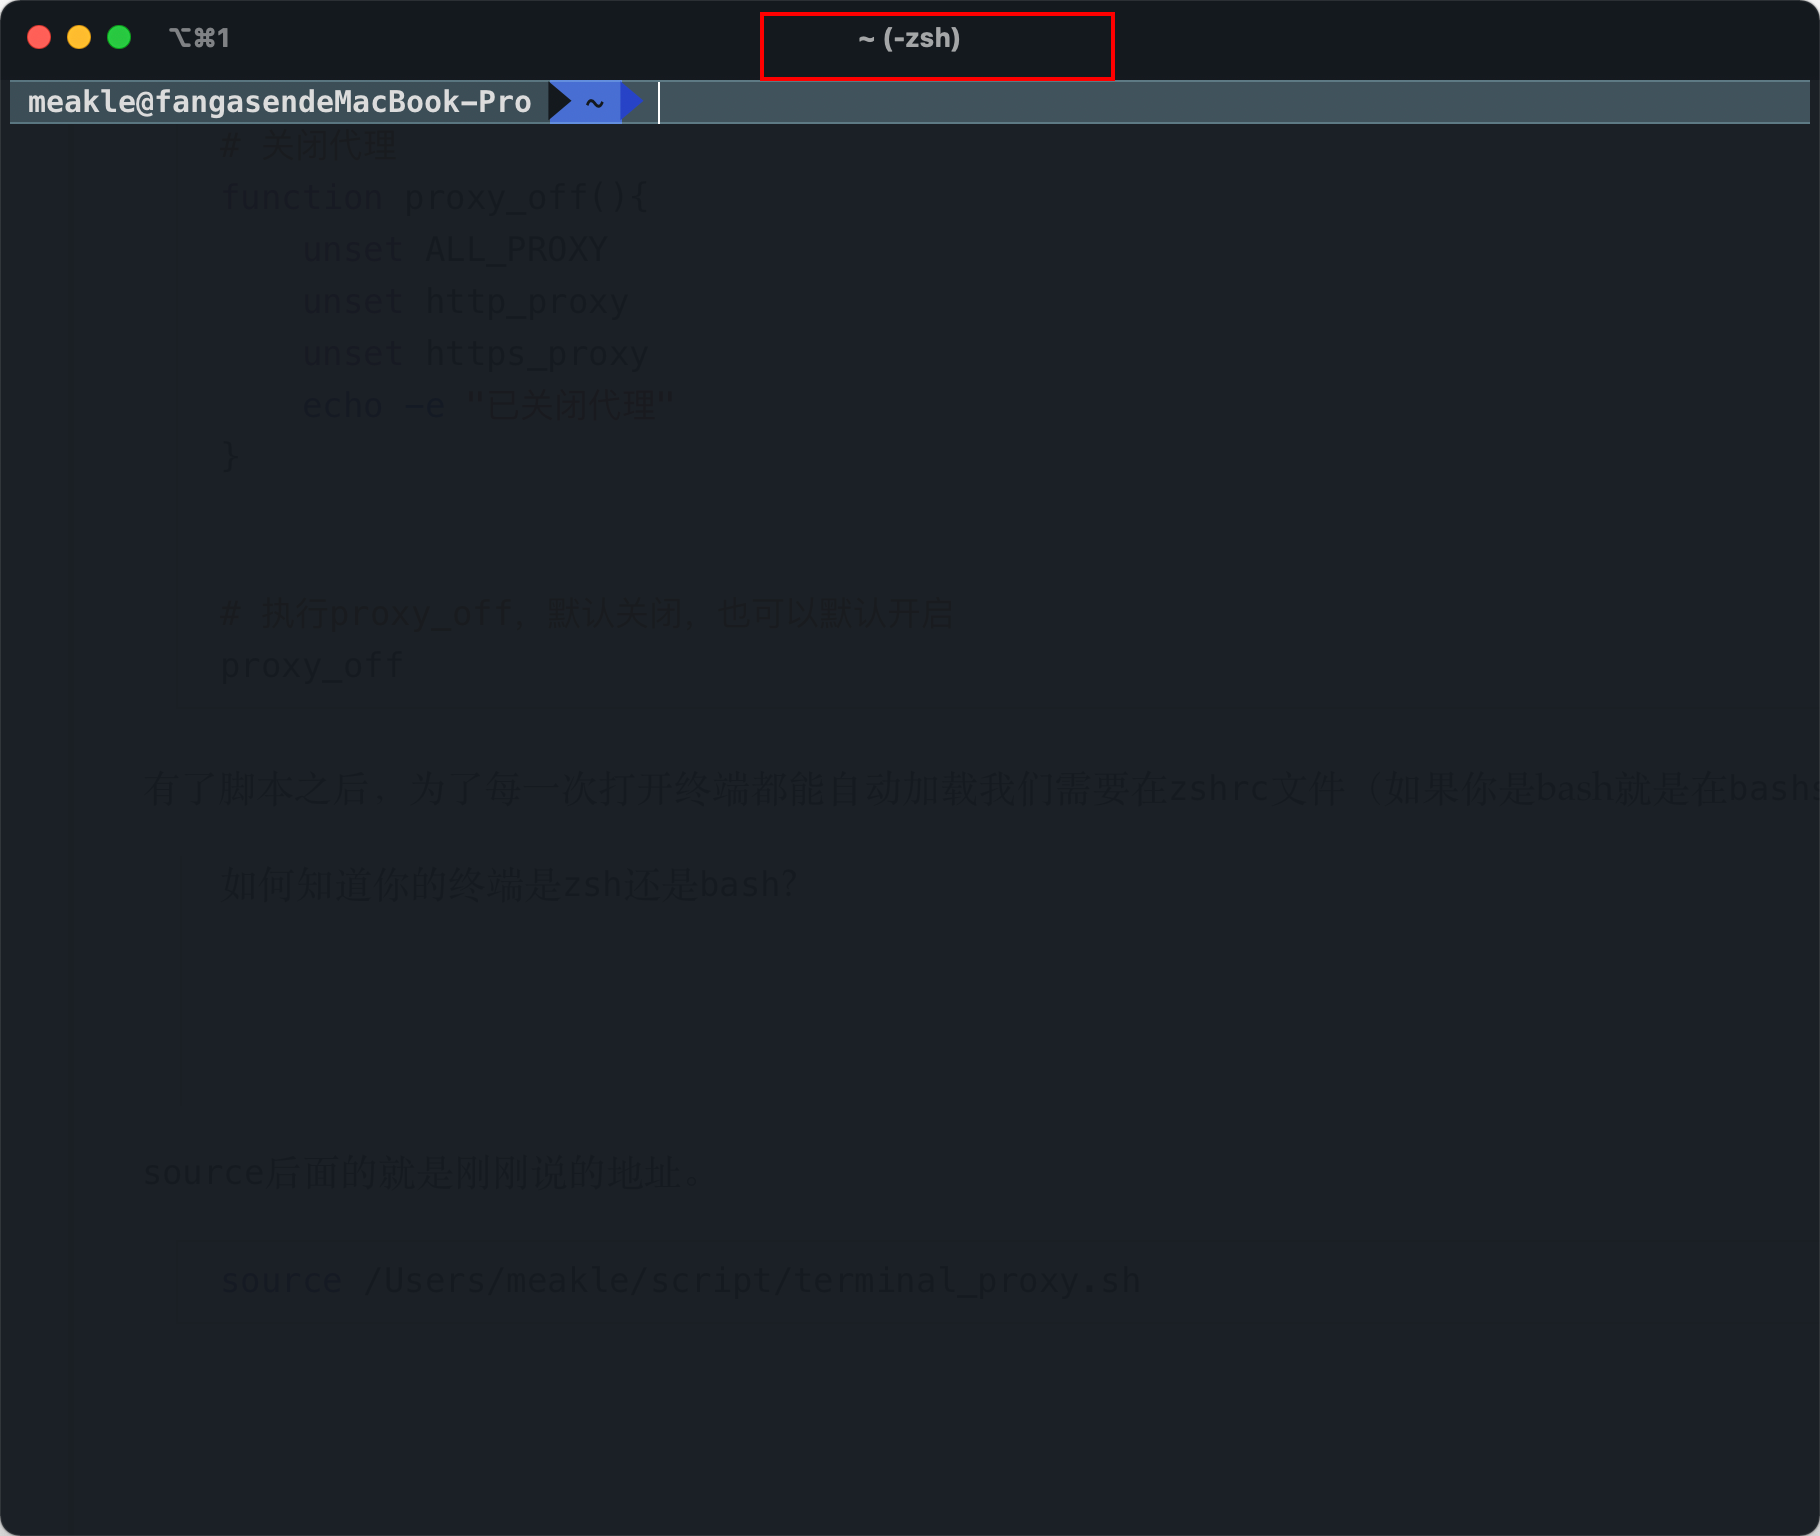 ⌥⌘1
~ (-zsh)
meakle@fangasendeMacBook-Pro ~
# 关闭代理
function proxy_off(){
unset ALL_PROXY
unset http_proxy
unset https_proxy
echo -e "已关闭代理"
}
# 执行proxy_off，默认关闭，也可以默认开启
proxy_off
有了脚本之后，为了每一次打开终端都能自动加载我们需要在zshrc文件（如果你是bash就是在bashs
如何知道你的终端是zsh还是bash?
source后面的就是刚刚说的地址。
source /Users/meakle/script/terminal_proxy.sh